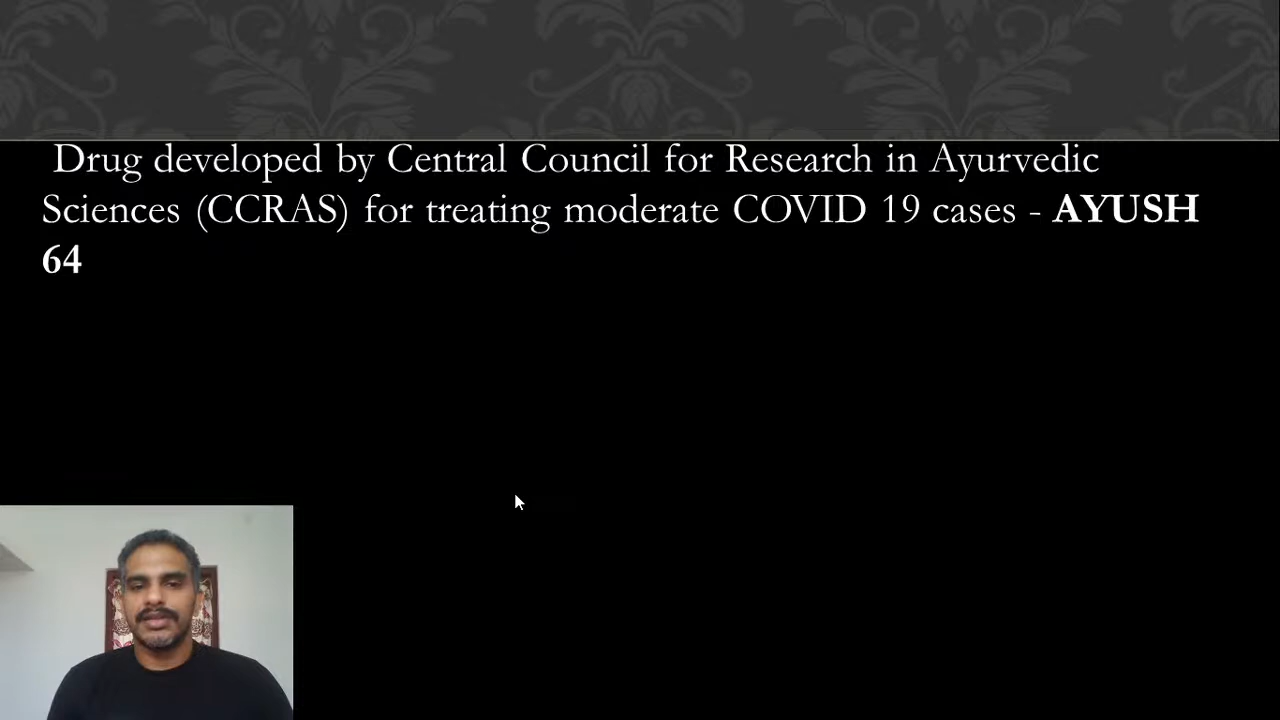 Drug developed by Central Council for Research in Ayurvedic
Sciences (CCRAS) for treating moderate COVID 19 cases - AYUSH
64